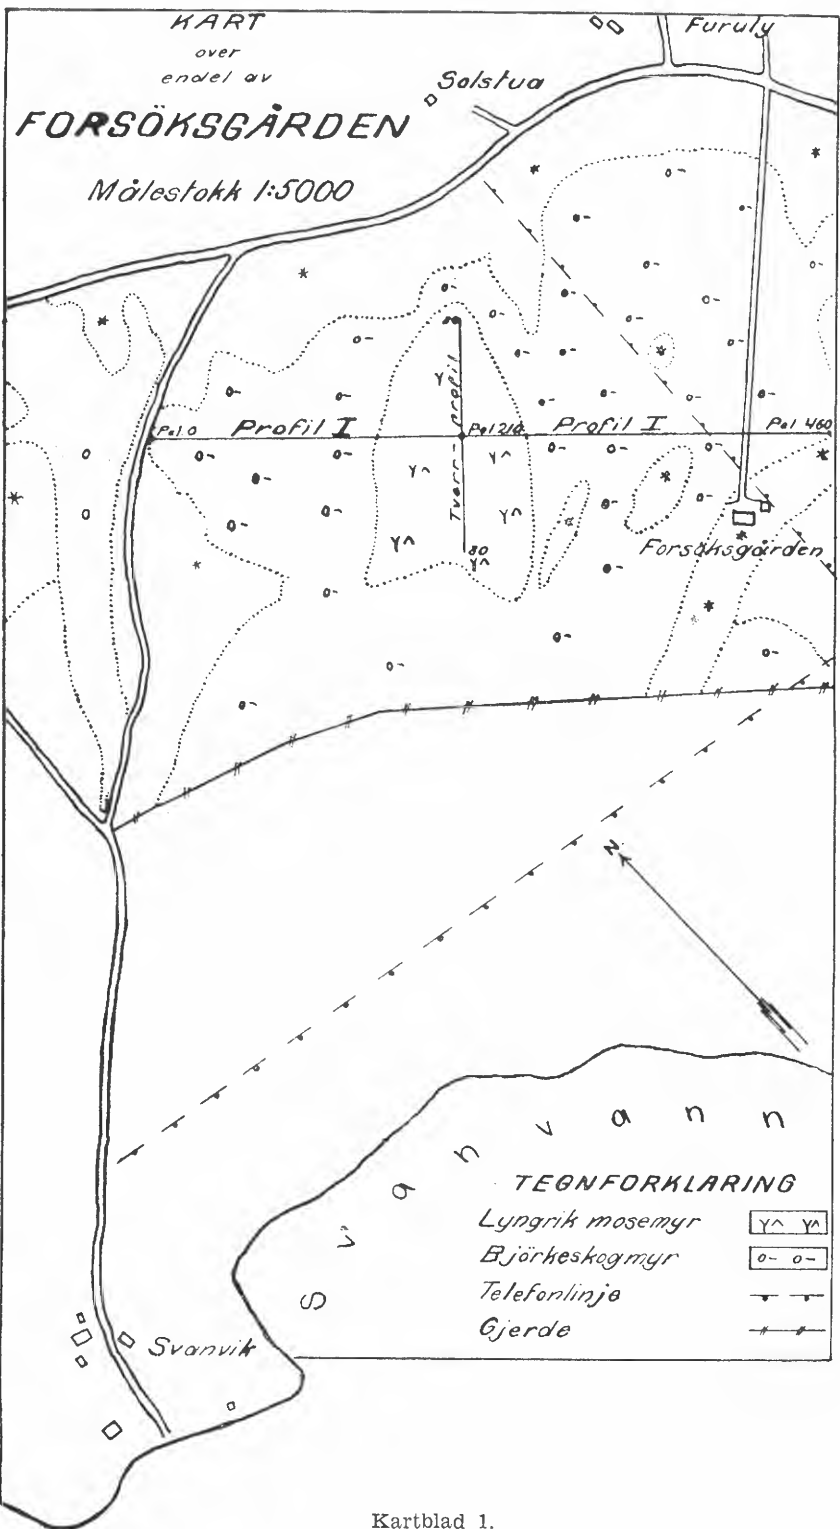 KART
over
endel av
FORSÖKSGÅRDEN
Målestokk 1:5000
Furuly
Solstua
Pel 0
Profil I
Pel 210
Profil I
Pel 460
Tverr-profil
80
Forsöksgården
N
Svanvann
TEGNFORKLARING
Lyngrik mosemyr
Björkeskogmyr
Telefonlinje
Gjerde
Svanvik
Kartblad 1.